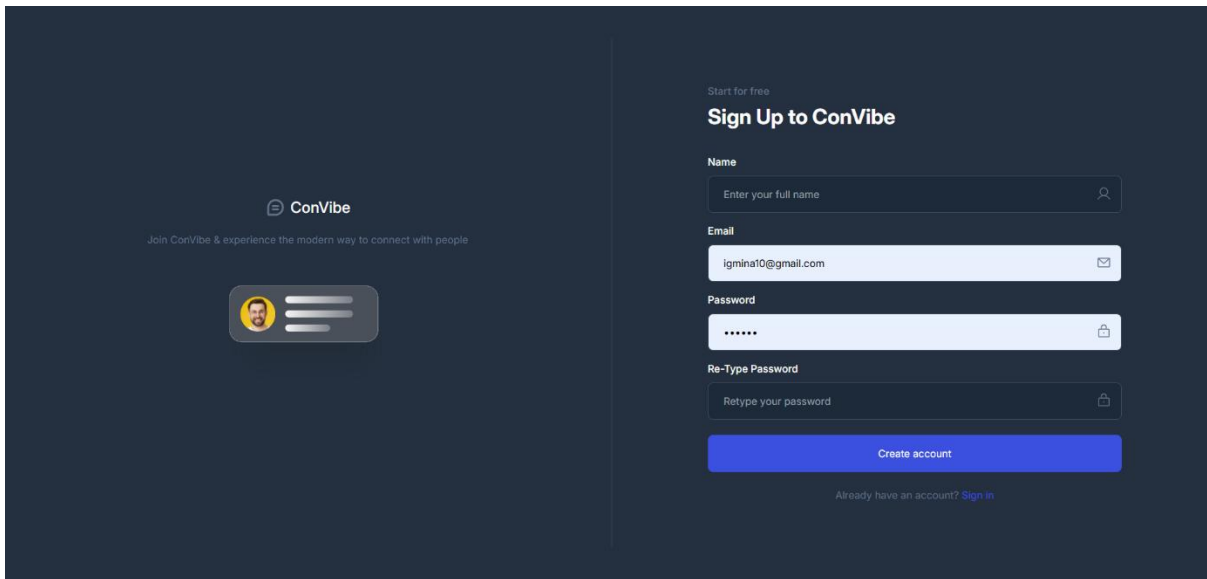 ConVibe
Join ConVibe & experience the modern way to connect with people
Start for free
Sign Up to ConVibe
Name
Enter your full name
Email
igmina10@gmail.com
Password
••••••
Re-Type Password
Retype your password
Create account
Already have an account? Sign in